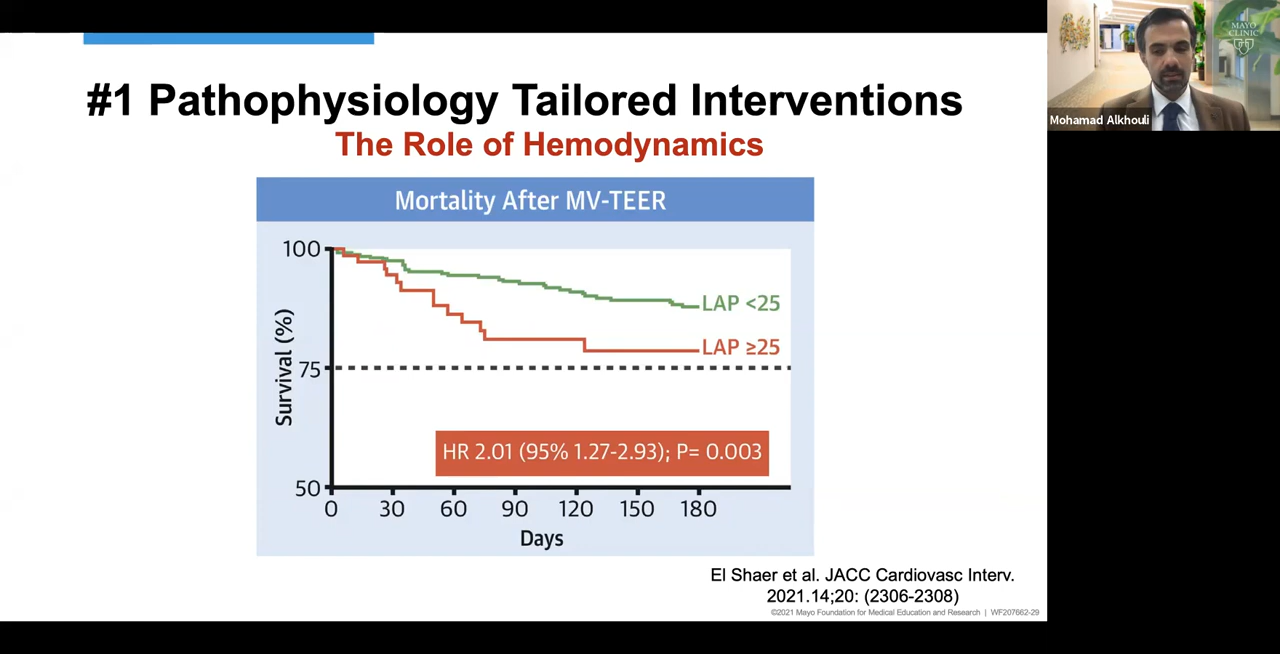 #1 Pathophysiology Tailored Interventions
The Role of Hemodynamics
Mortality After MV-TEER
100
75
50
Survival (%)
LAP <25
LAP ≥25
HR 2.01 (95% 1.27-2.93); P= 0.003
0 30 60 90 120 150 180
Days
El Shaer et al. JACC Cardiovasc Interv.
2021.14;20: (2306-2308)
©2021 Mayo Foundation for Medical Education and Research | WF207662-29
MAYO
CLINIC
Mohamad Alkhouli